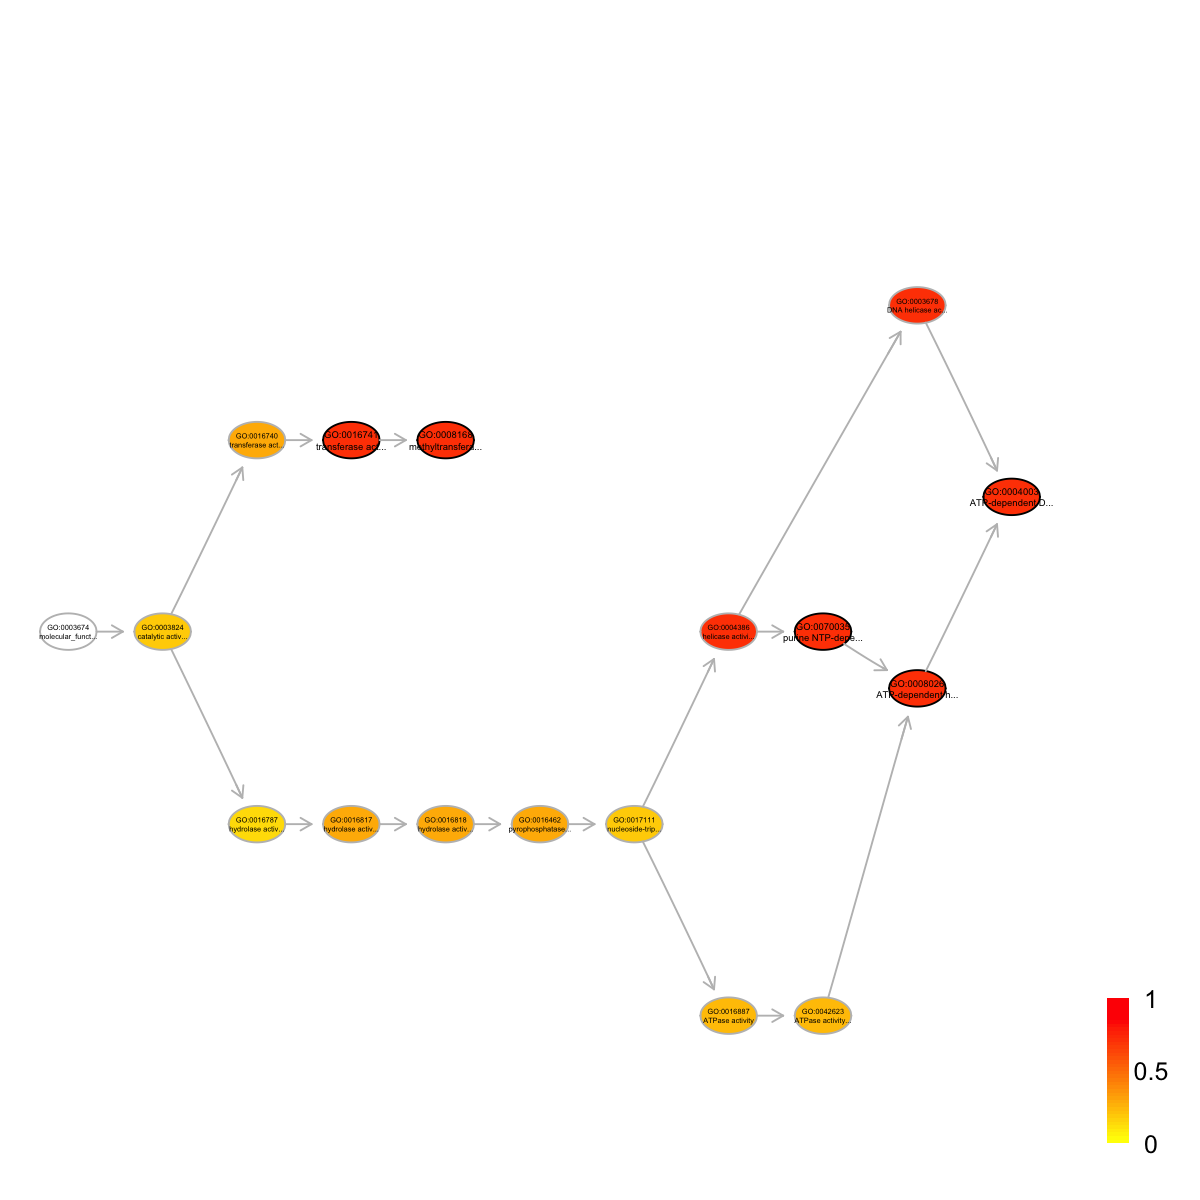 GO:0003678
DNA helicase ac...
GO:0016740
transferase act...
GO:0016741
transferase act...
GO:0008168
methyltransfera...
GO:0004003
ATP-dependent D...
GO:0003674
molecular_funct...
GO:0003824
catalytic activ...
GO:0004386
helicase activi...
GO:0070035
purine NTP-depe...
GO:0008026
ATP-dependent h...
GO:0016787
hydrolase activ...
GO:0016817
hydrolase activ...
GO:0016818
hydrolase activ...
GO:0016462
pyrophosphatase...
GO:0017111
nucleoside-trip...
GO:0016887
ATPase activity
GO:0042623
ATPase activity...
1
0.5
0